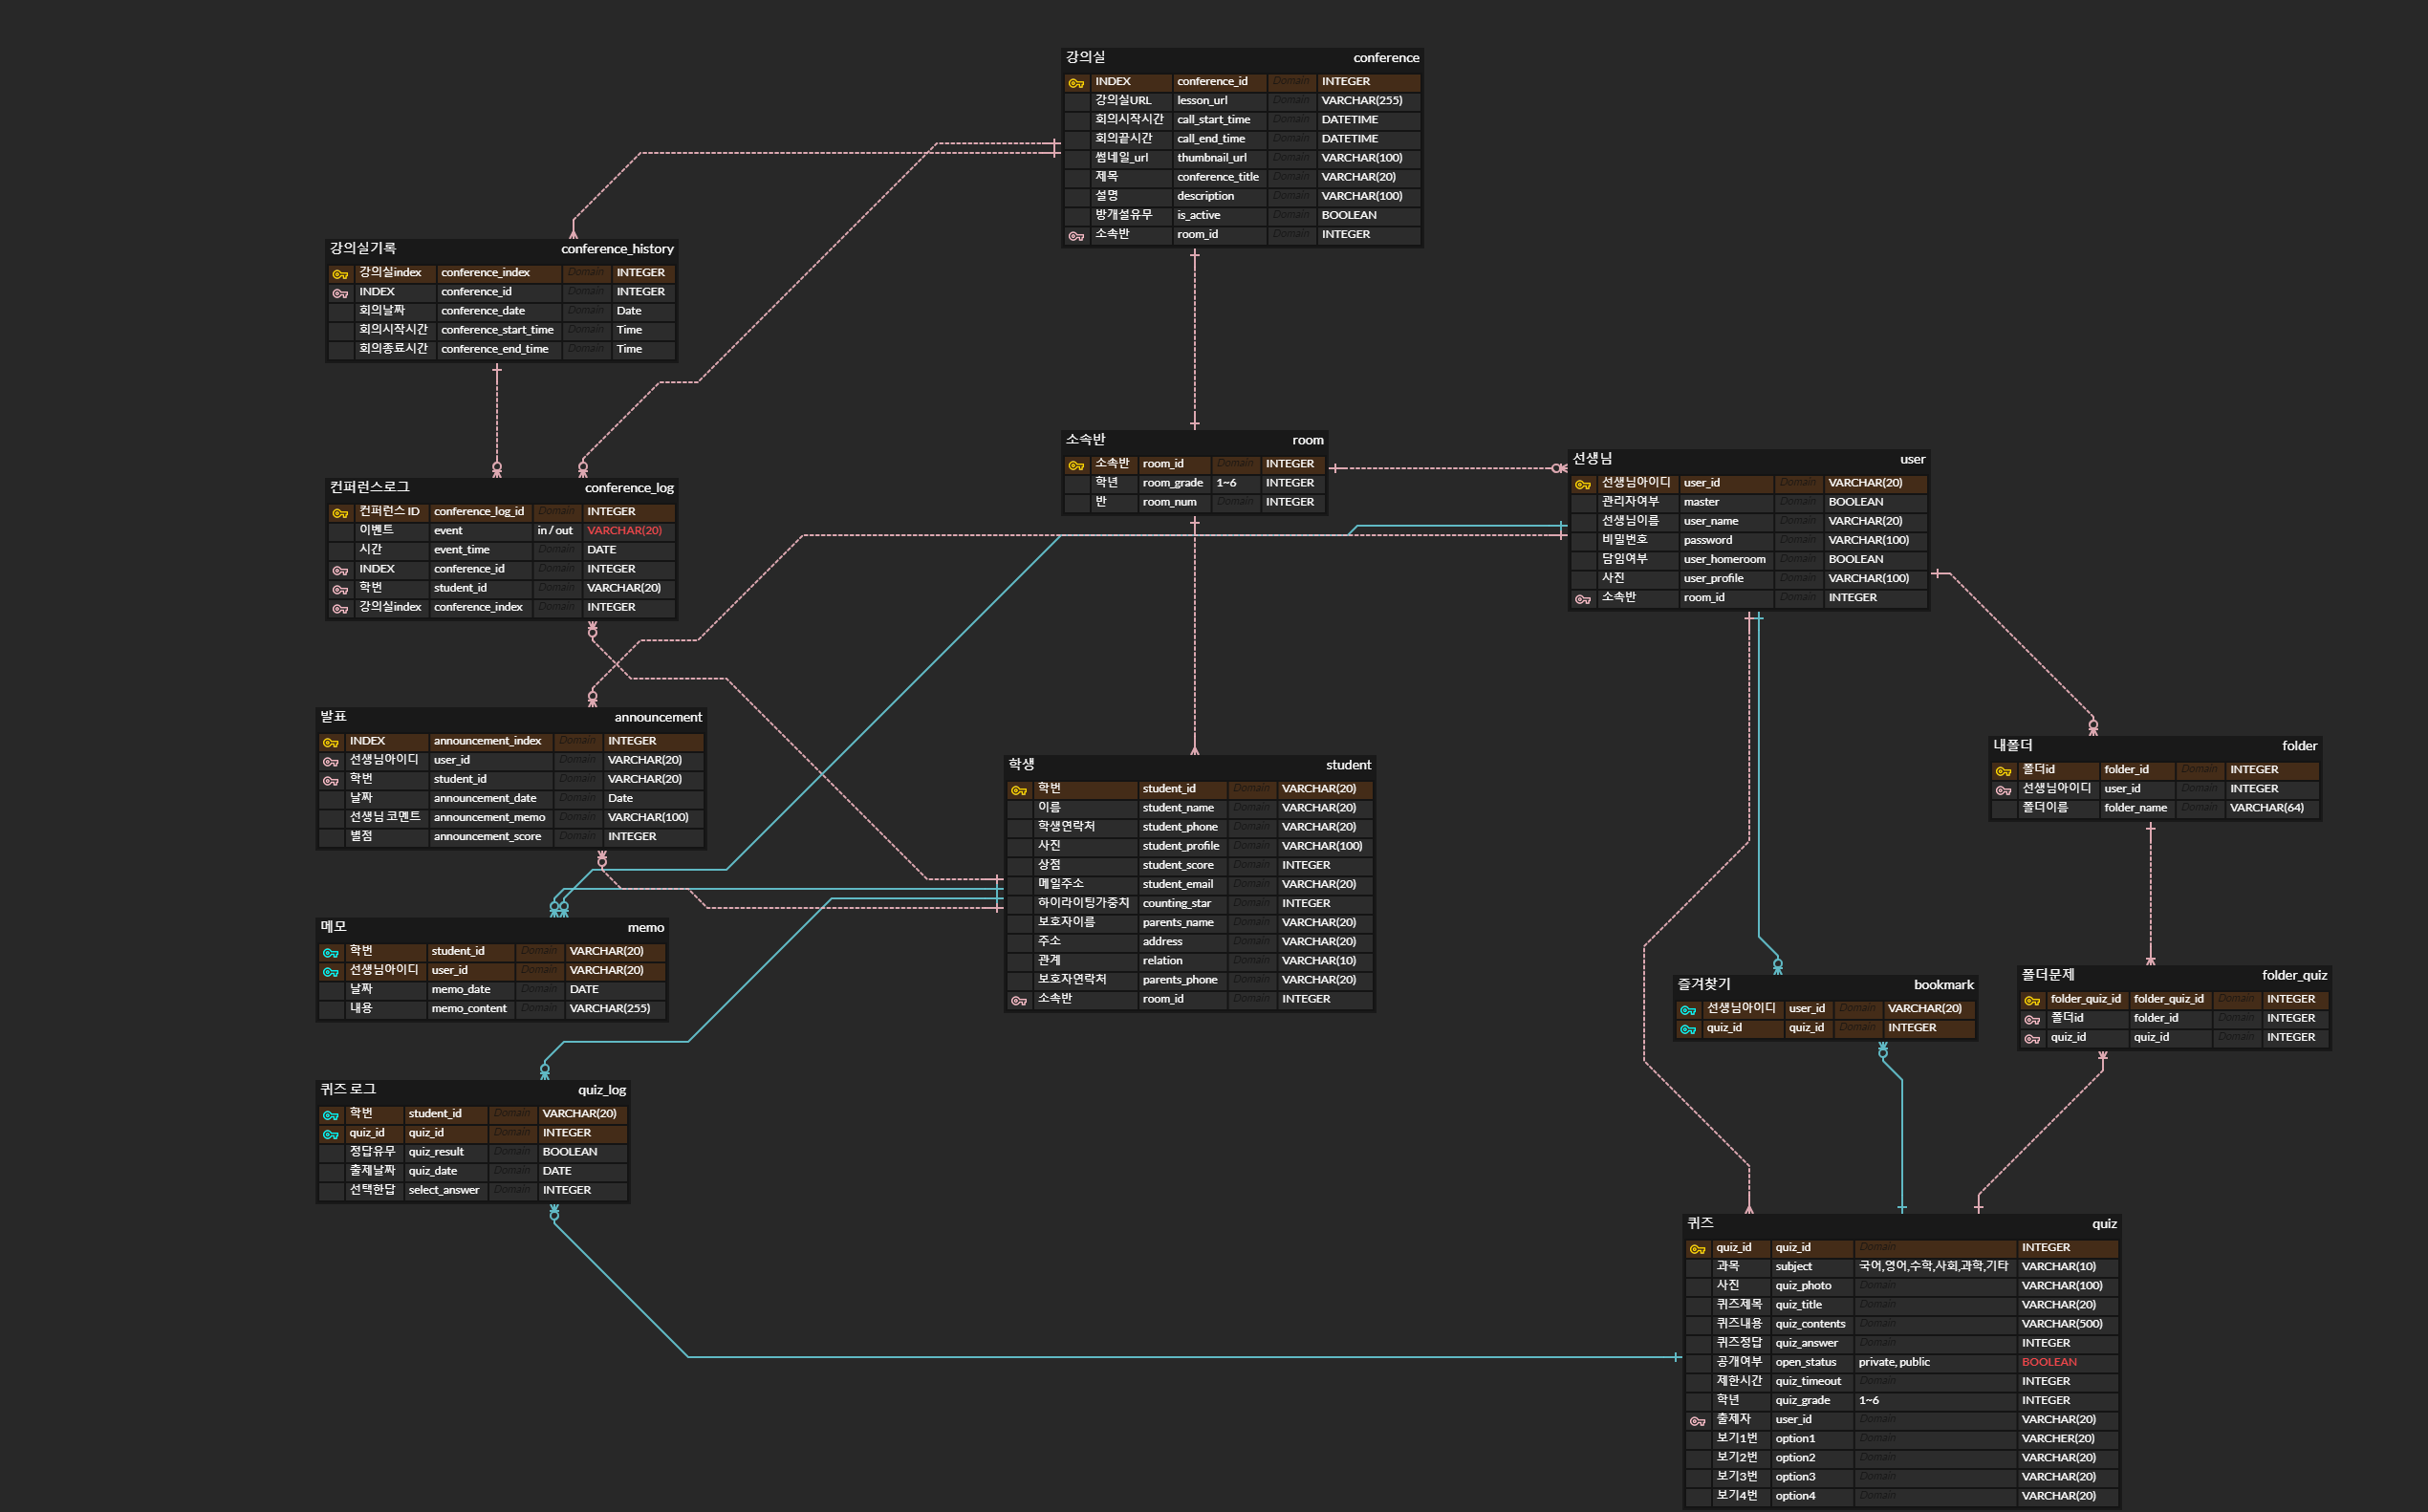 강의실 conference
INDEX conference_id Domain INTEGER
강의실URL lesson_url Domain VARCHAR(255)
회의시작시간 call_start_time Domain DATETIME
회의끝시간 call_end_time Domain DATETIME
썸네일_url thumbnail_url Domain VARCHAR(100)
제목 conference_title Domain VARCHAR(20)
설명 description Domain VARCHAR(100)
방개설유무 is_active Domain BOOLEAN
소속반 room_id Domain INTEGER
강의실기록 conference_history
강의실index conference_index Domain INTEGER
INDEX conference_id Domain INTEGER
회의날짜 conference_date Domain Date
회의시작시간 conference_start_time Domain Time
회의종료시간 conference_end_time Domain Time
소속반 room
소속반 room_id Domain INTEGER
학년 room_grade 1~6 INTEGER
반 room_num Domain INTEGER
선생님 user
선생님아이디 user_id Domain VARCHAR(20)
관리자여부 master Domain BOOLEAN
선생님이름 user_name Domain VARCHAR(20)
비밀번호 password Domain VARCHAR(100)
담임여부 user_homeroom Domain BOOLEAN
사진 user_profile Domain VARCHAR(100)
소속반 room_id Domain INTEGER
컨퍼런스로그 conference_log
컨퍼런스 ID conference_log_id Domain INTEGER
이벤트 event in / out VARCHAR(20)
시간 event_time Domain DATE
INDEX conference_id Domain INTEGER
학번 student_id Domain VARCHAR(20)
강의실index conference_index Domain INTEGER
발표 announcement
INDEX announcement_index Domain INTEGER
선생님아이디 user_id Domain VARCHAR(20)
학번 student_id Domain VARCHAR(20)
날짜 announcement_date Domain Date
선생님 코멘트 announcement_memo Domain VARCHAR(100)
별점 announcement_score Domain INTEGER
학생 student
학번 student_id Domain VARCHAR(20)
이름 student_name Domain VARCHAR(20)
학생연락처 student_phone Domain VARCHAR(20)
사진 student_profile Domain VARCHAR(100)
상점 student_score Domain INTEGER
메일주소 student_email Domain VARCHAR(20)
하이라이팅가중치 counting_star Domain INTEGER
보호자이름 parents_name Domain VARCHAR(20)
주소 address Domain VARCHAR(20)
관계 relation Domain VARCHAR(10)
보호자연락처 parents_phone Domain VARCHAR(20)
소속반 room_id Domain INTEGER
내폴더 folder
폴더id folder_id Domain INTEGER
선생님아이디 user_id Domain INTEGER
폴더이름 folder_name Domain VARCHAR(64)
메모 memo
학번 student_id Domain VARCHAR(20)
선생님아이디 user_id Domain VARCHAR(20)
날짜 memo_date Domain DATE
내용 memo_content Domain VARCHAR(255)
즐겨찾기 bookmark
선생님아이디 user_id Domain VARCHAR(20)
quiz_id quiz_id Domain INTEGER
폴더문제 folder_quiz
folder_quiz_id folder_quiz_id Domain INTEGER
폴더id folder_id Domain INTEGER
quiz_id quiz_id Domain INTEGER
퀴즈 로그 quiz_log
학번 student_id Domain VARCHAR(20)
quiz_id quiz_id Domain INTEGER
정답유무 quiz_result Domain BOOLEAN
출제날짜 quiz_date Domain DATE
선택한답 select_answer Domain INTEGER
퀴즈 quiz
quiz_id quiz_id Domain INTEGER
과목 subject 국어,영어,수학,사회,과학,기타 VARCHAR(10)
사진 quiz_photo Domain VARCHAR(100)
퀴즈제목 quiz_title Domain VARCHAR(20)
퀴즈내용 quiz_contents Domain VARCHAR(500)
퀴즈정답 quiz_answer Domain INTEGER
공개여부 open_status private, public BOOLEAN
제한시간 quiz_timeout Domain INTEGER
학년 quiz_grade 1~6 INTEGER
출제자 user_id Domain VARCHAR(20)
보기1번 option1 Domain VARCHER(20)
보기2번 option2 Domain VARCHAR(20)
보기3번 option3 Domain VARCHAR(20)
보기4번 option4 Domain VARCHAR(20)